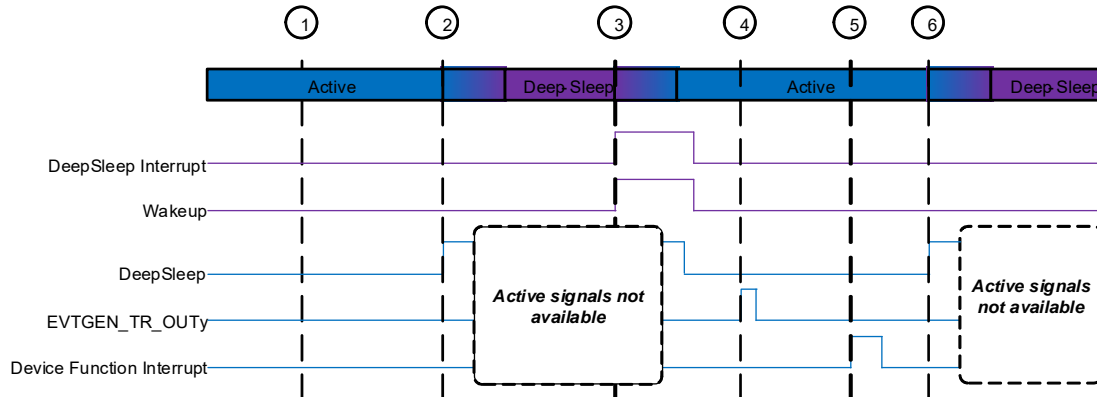 1 2 3 4 5 6
Active Deep-Sleep Active Deep-Sleep
DeepSleep Interrupt
Wakeup
DeepSleep
Active signals not
available
Active signals
not available
EVTGEN_TR_OUTy
Device Function Interrupt